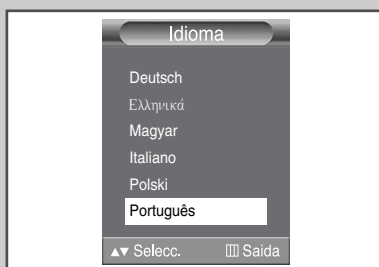 Idioma
Deutsch
Ελληνικά
Magyar
Italiano
Polski
Português
▲▼ Selecc. Saida